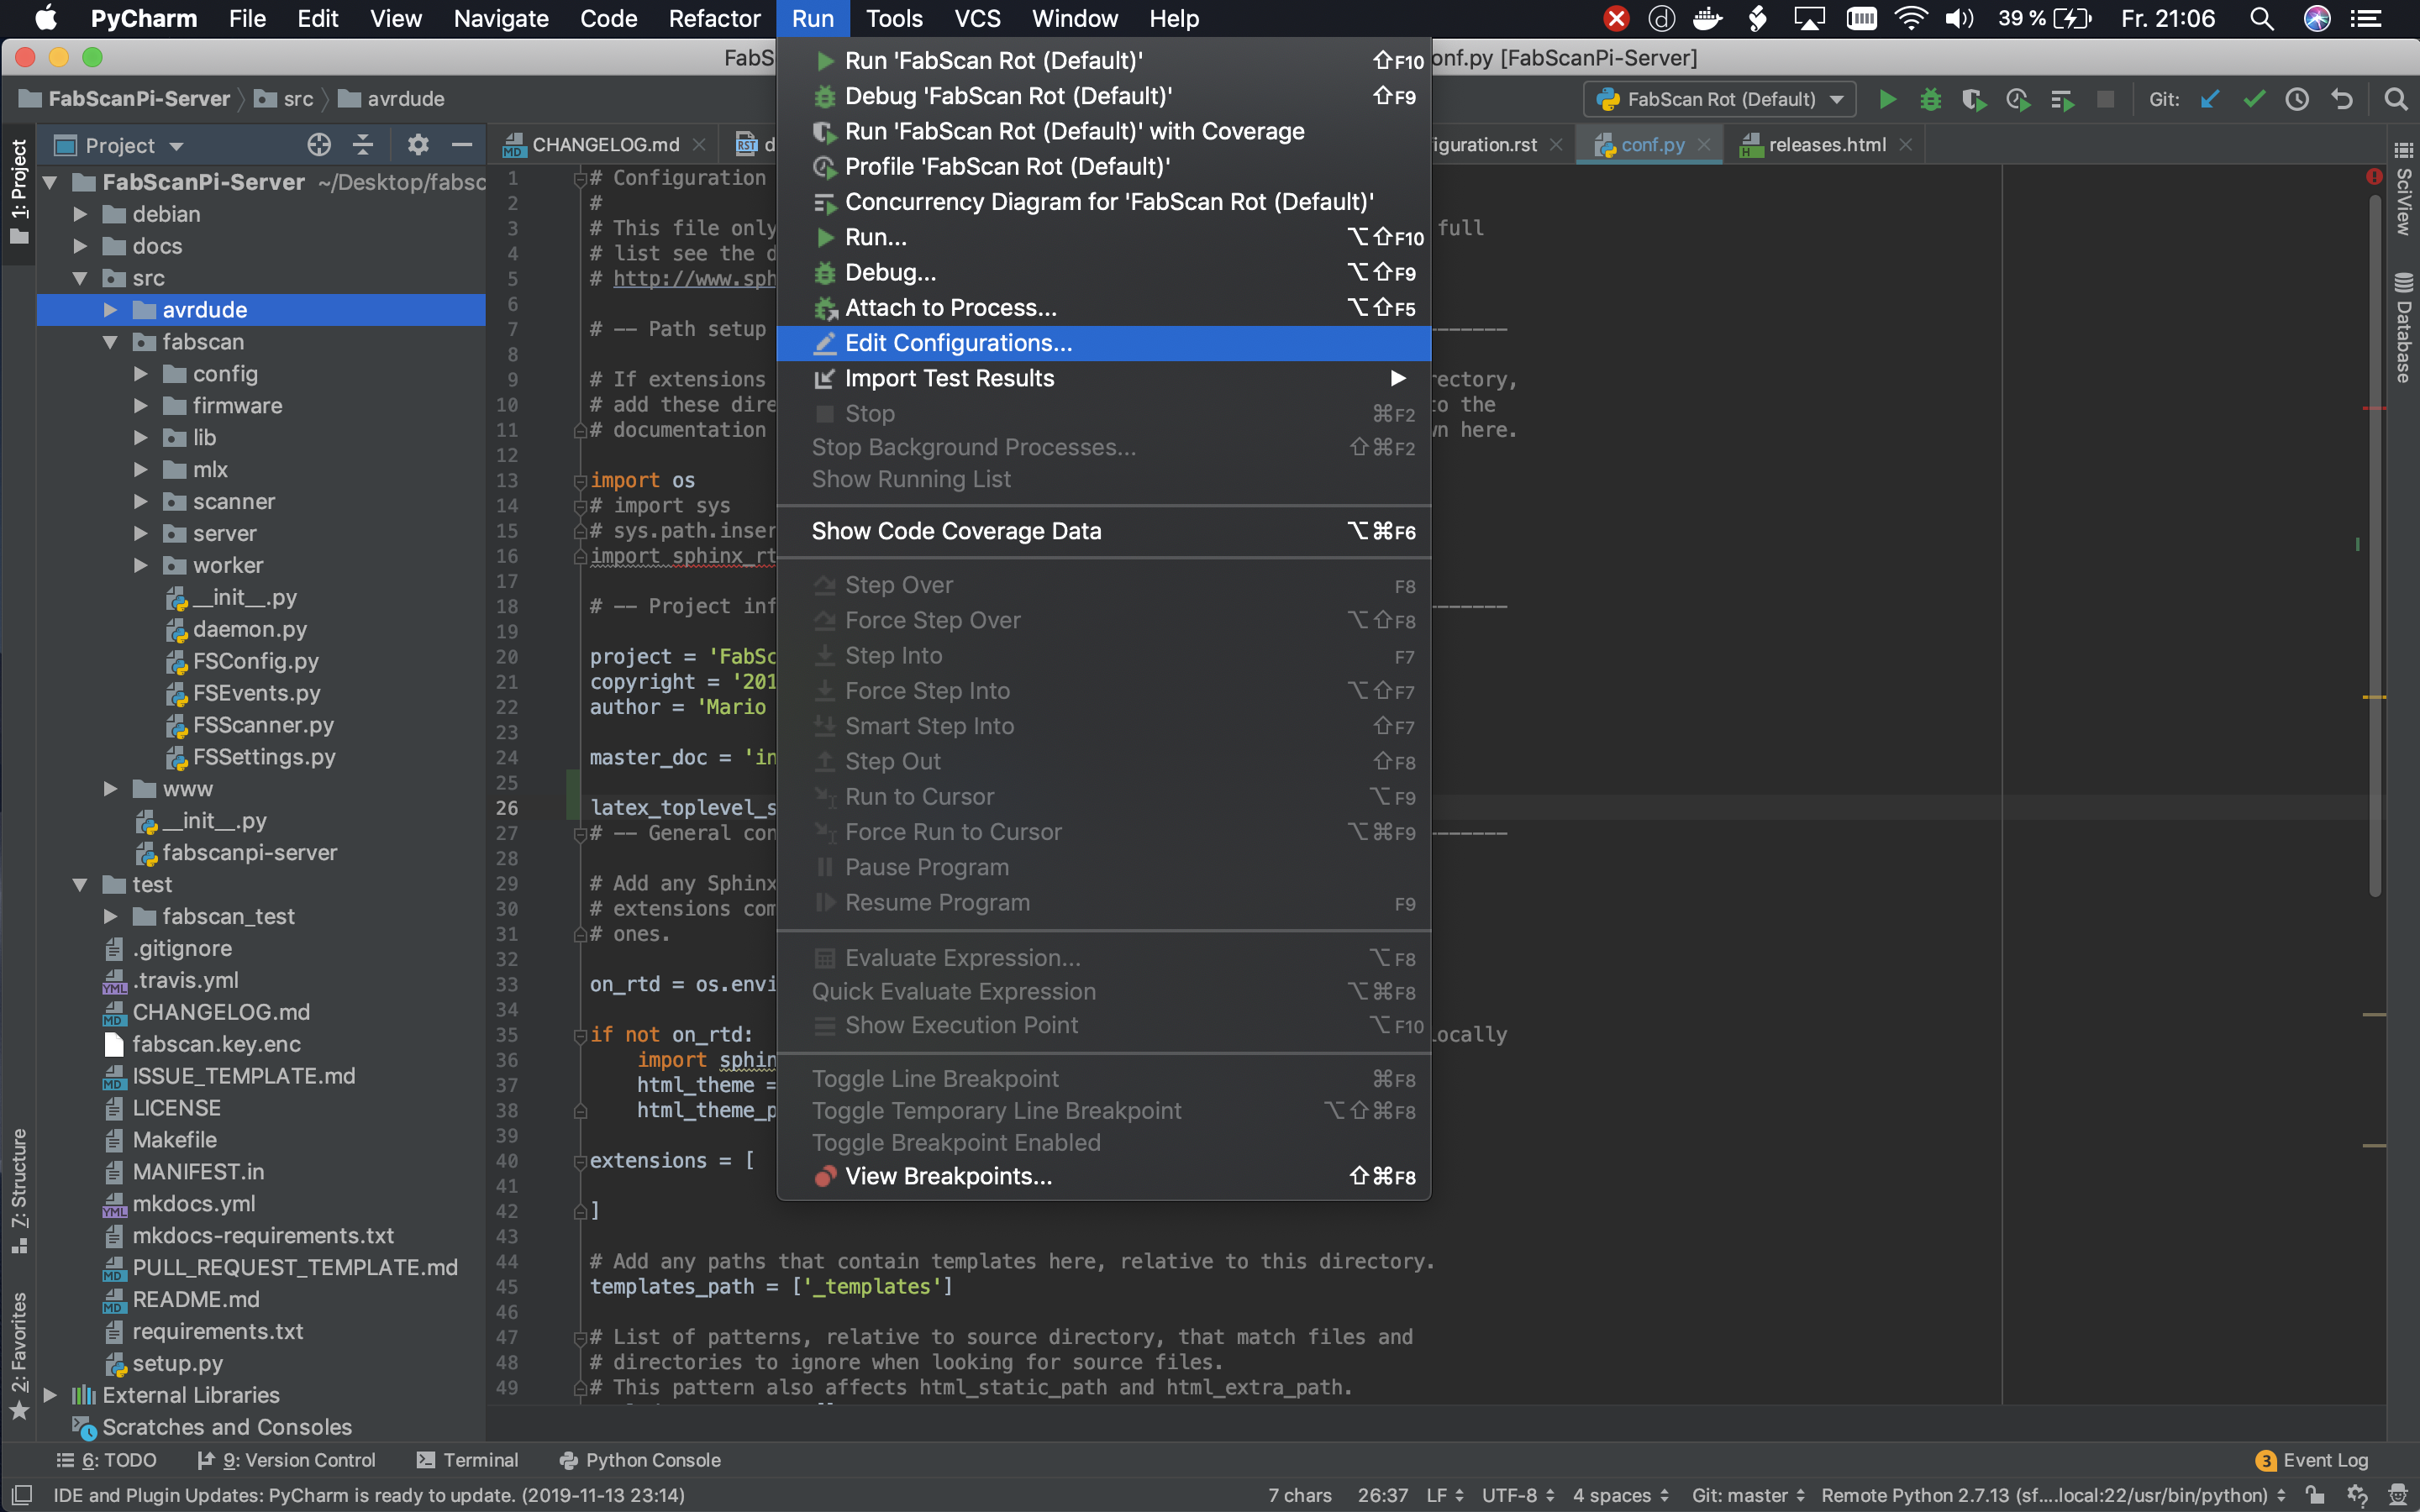 PyCharm File Edit View Navigate Code Refactor Run Tools VCS Window Help 39 % Fr. 21:06
FabS
onf.py [FabScanPi-Server]
FabScanPi-Server src avrdude
FabScan Rot (Default) Git:
1: Project
7: Structure
2: Favorites
Project
FabScanPi-Server ~/Desktop/fabsc
debian
docs
src
avrdude
fabscan
config
firmware
lib
mlx
scanner
server
worker
__init__.py
daemon.py
FSConfig.py
FSEvents.py
FSScanner.py
FSSettings.py
www
__init__.py
fabscanpi-server
test
fabscan_test
.gitignore
.travis.yml
CHANGELOG.md
fabscan.key.enc
ISSUE_TEMPLATE.md
LICENSE
Makefile
MANIFEST.in
mkdocs.yml
mkdocs-requirements.txt
PULL_REQUEST_TEMPLATE.md
README.md
requirements.txt
setup.py
External Libraries
Scratches and Consoles
CHANGELOG.md d iguration.rst conf.py releases.html
1 # Configuration
2 #
3 # This file only full
4 # list see the d
5 # http://www.sph
6
7 # -- Path setup -------
8
9 # If extensions rectory,
10 # add these dire o the
11 # documentation wn here.
12
13 import os
14 # import sys
15 # sys.path.inser
16 import sphinx_rt
17
18 # -- Project inf -------
19
20 project = 'FabSc
21 copyright = '201
22 author = 'Mario
23
24 master_doc = 'in
25
26 latex_toplevel_s
27 # -- General con -------
28
29 # Add any Sphinx
30 # extensions com
31 # ones.
32
33 on_rtd = os.envi
34
35 if not on_rtd: locally
36 import sphin
37 html_theme =
38 html_theme_p
39
40 extensions = [
41
42 ]
43
44 # Add any paths that contain templates here, relative to this directory.
45 templates_path = ['_templates']
46
47 # List of patterns, relative to source directory, that match files and
48 # directories to ignore when looking for source files.
49 # This pattern also affects html_static_path and html_extra_path.
Run 'FabScan Rot (Default)' ⇧F10
Debug 'FabScan Rot (Default)' ⇧F9
Run 'FabScan Rot (Default)' with Coverage
Profile 'FabScan Rot (Default)'
Concurrency Diagram for 'FabScan Rot (Default)'
Run... ⌥⇧F10
Debug... ⌥⇧F9
Attach to Process... ⌥⇧F5
Edit Configurations...
Import Test Results
Stop ⌘F2
Stop Background Processes... ⇧⌘F2
Show Running List
Show Code Coverage Data ⌥⌘F6
Step Over F8
Force Step Over ⌥⇧F8
Step Into F7
Force Step Into ⌥⇧F7
Smart Step Into ⇧F7
Step Out ⇧F8
Run to Cursor ⌥F9
Force Run to Cursor ⌥⌘F9
Pause Program
Resume Program F9
Evaluate Expression... ⌥F8
Quick Evaluate Expression ⌥⌘F8
Show Execution Point ⌥F10
Toggle Line Breakpoint ⌘F8
Toggle Temporary Line Breakpoint ⌥⇧⌘F8
Toggle Breakpoint Enabled
View Breakpoints... ⇧⌘F8
SciView
Database
6: TODO 9: Version Control Terminal Python Console 3 Event Log
IDE and Plugin Updates: PyCharm is ready to update. (2019-11-13 23:14) 7 chars 26:37 LF UTF-8 4 spaces Git: master Remote Python 2.7.13 (sf....local:22/usr/bin/python)